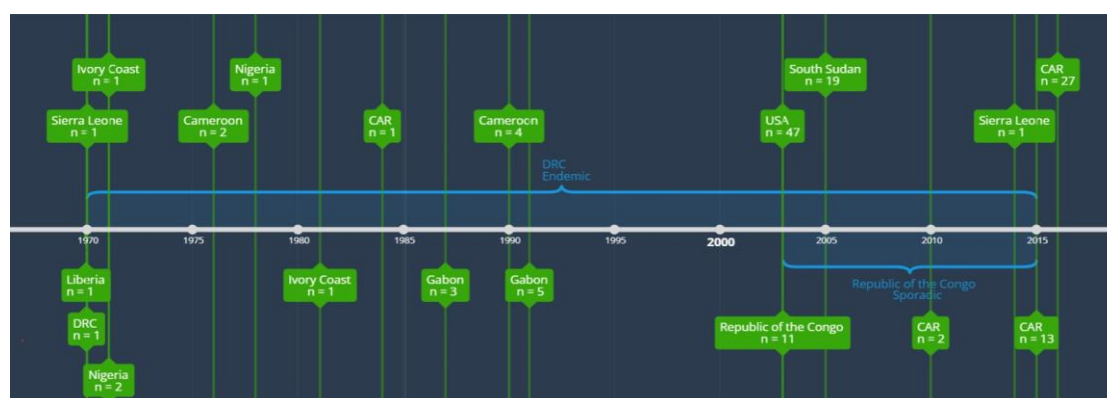 Ivory Coast
n = 1
Nigeria
n = 1
South Sudan
n = 19
CAR
n = 27
Sierra Leone
n = 1
Cameroon
n = 2
CAR
n = 1
Cameroon
n = 4
USA
n = 47
Sierra Leone
n = 1
DRC
Endemic
1970
1975
1980
1985
1990
1995
2000
2005
2010
2015
Liberia
n = 1
Ivory Coast
n = 1
Gabon
n = 3
Gabon
n = 5
Republic of the Congo
Sporadic
DRC
n = 1
Republic of the Congo
n = 11
CAR
n = 2
CAR
n = 13
Nigeria
n = 2